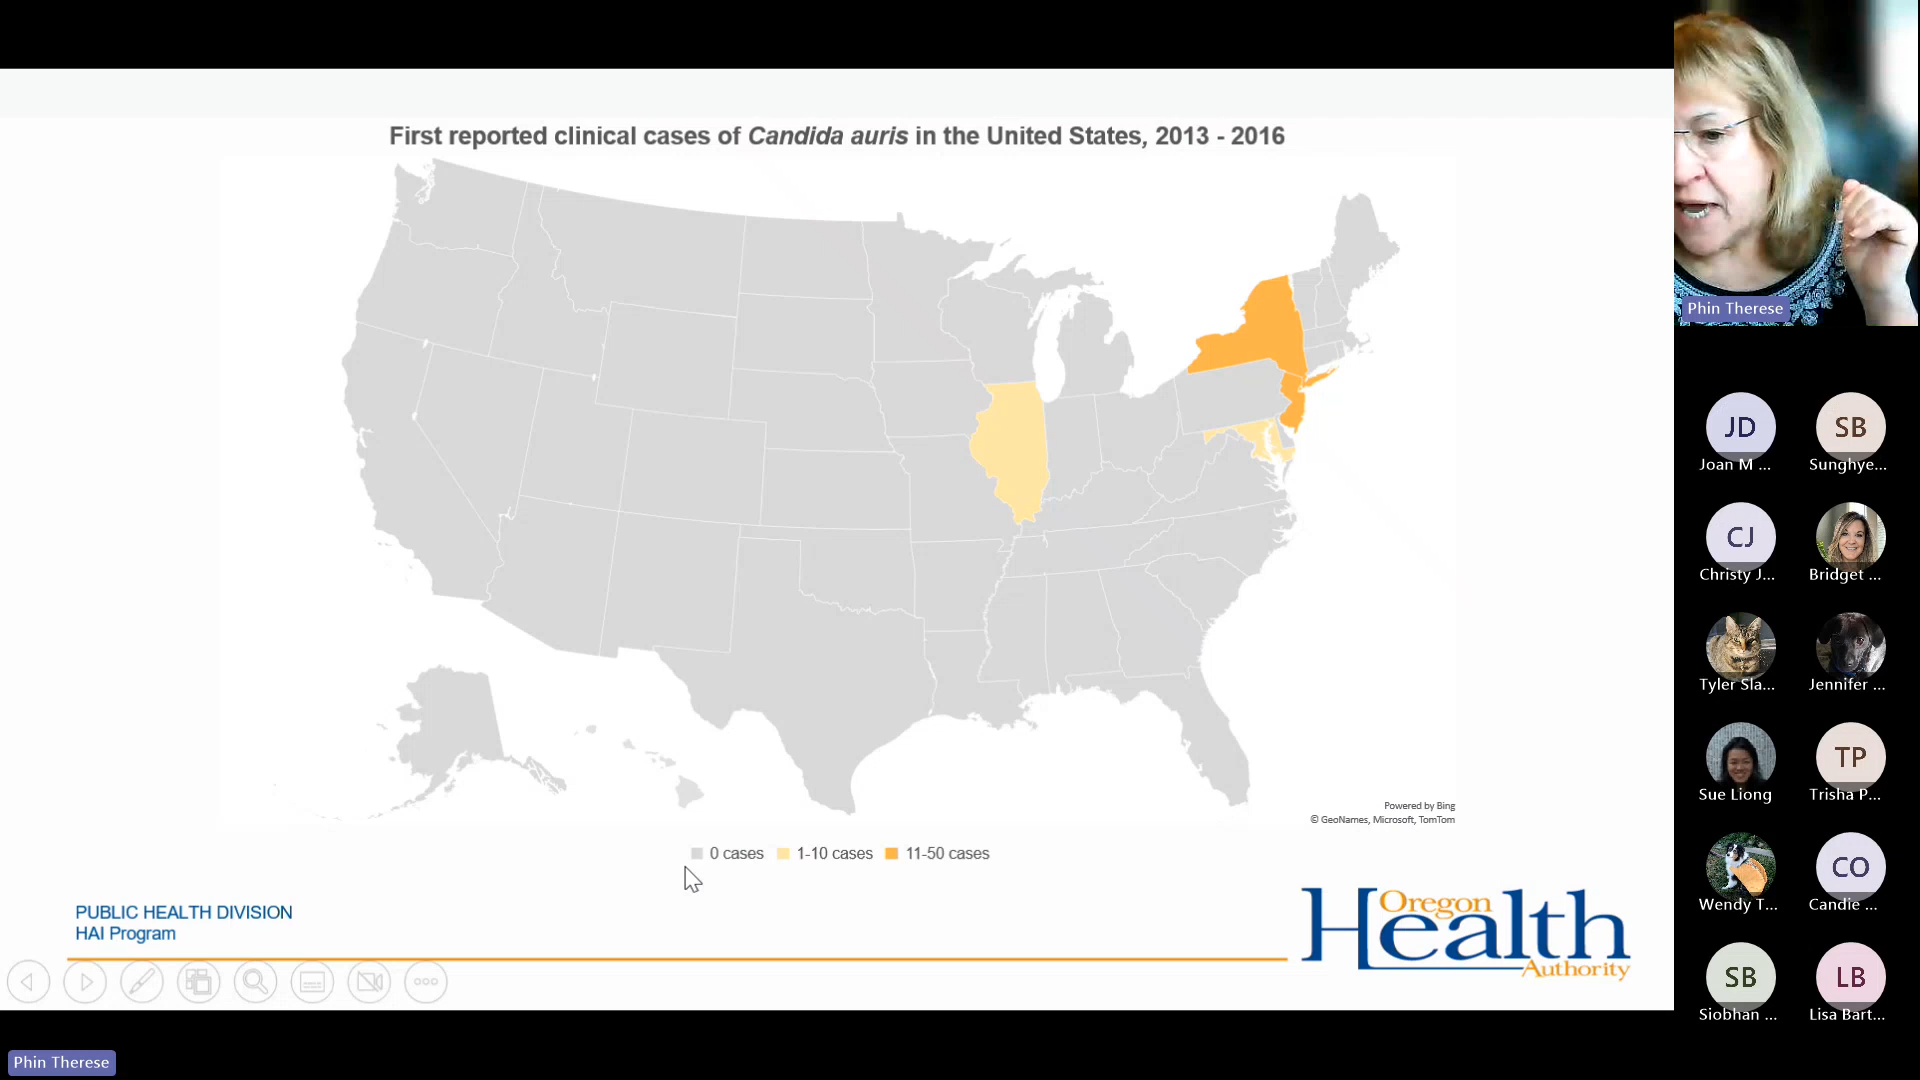 First reported clinical cases of Candida auris in the United States, 2013 - 2016
Powered by Bing
© GeoNames, Microsoft, TomTom
0 cases 1-10 cases 11-50 cases
PUBLIC HEALTH DIVISION
HAI Program
Oregon
Health
Authority
Phin Therese
Phin Therese
JD
Joan M ...
SB
Sunghye...
CJ
Christy J...
Bridget ...
Tyler Sla...
Jennifer ...
Sue Liong
TP
Trisha P...
Wendy T...
CO
Candie ...
SB
Siobhan ...
LB
Lisa Bart...